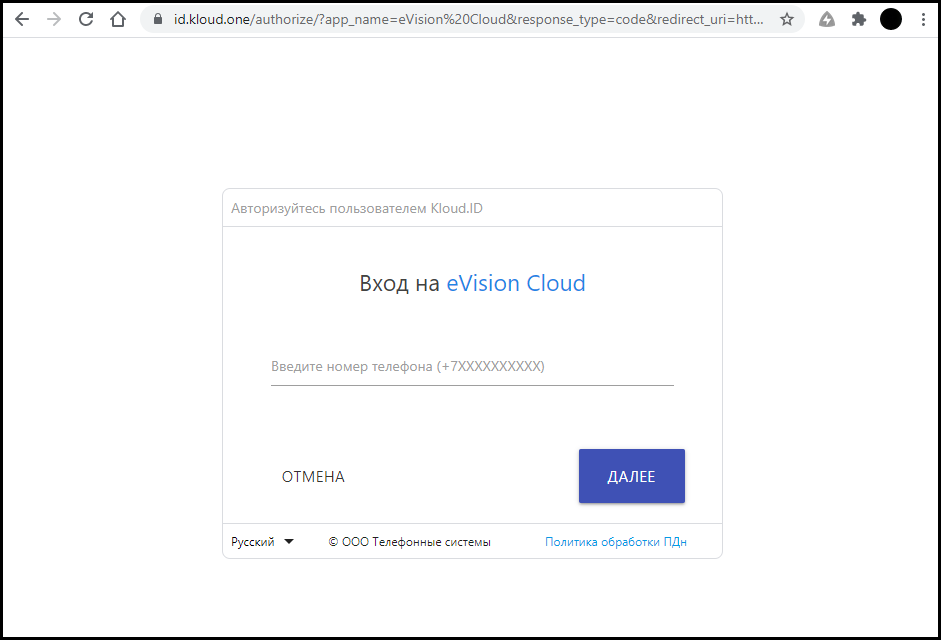 id.kloud.one/authorize/?app_name=eVision%20Cloud&response_type=code&redirect_uri=htt...
Авторизуйтесь пользователем Kloud.ID
Вход на eVision Cloud
Введите номер телефона (+7XXXXXXXXXX)
ОТМЕНА ДАЛЕЕ
Русский © ООО Телефонные системы Политика обработки ПДн